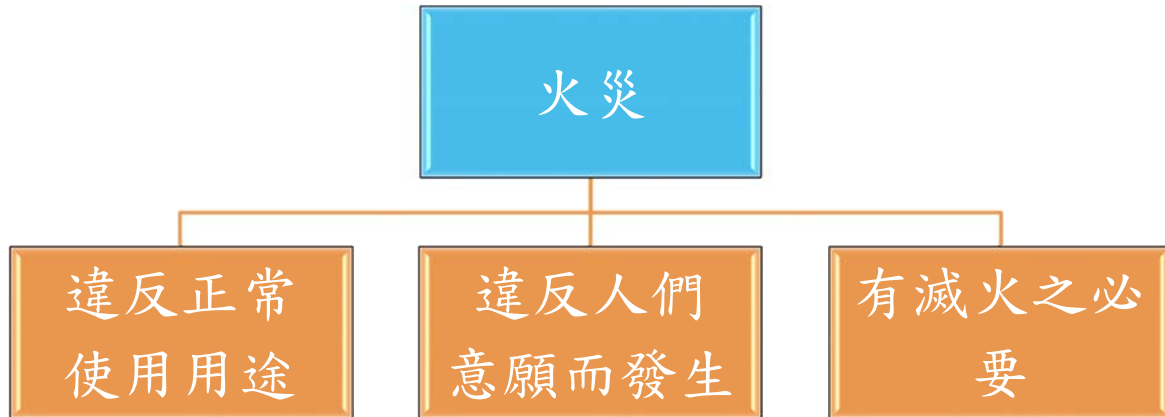 火災
違反正常
使用用途
違反人們
意願而發生
有滅火之必
要